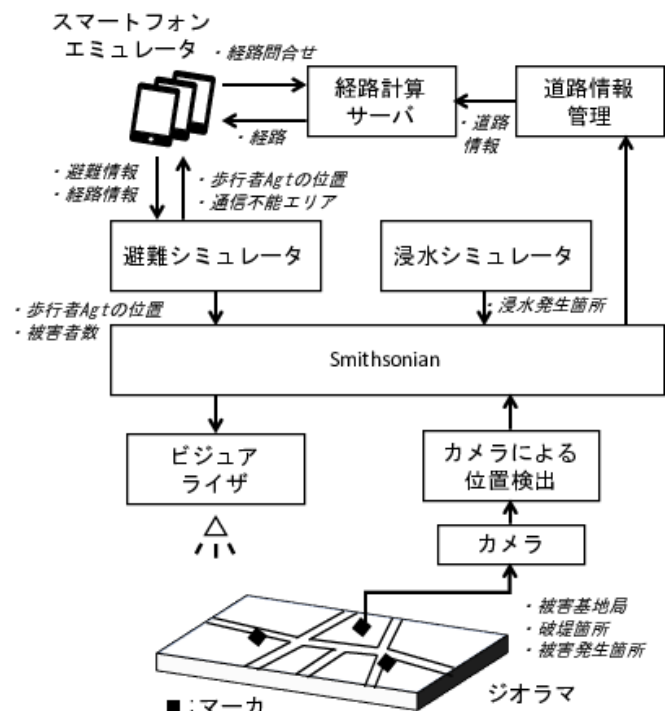 スマートフォン
エミュレータ
・経路問合せ
経路計算
サーバ
道路情報
管理
・経路
・道路
情報
・避難情報
・経路情報
・歩行者Agtの位置
・通信不能エリア
避難シミュレータ
浸水シミュレータ
・歩行者Agtの位置
・被害者数
・浸水発生箇所
Smithsonian
ビジュア
ライザ
カメラによる
位置検出
カメラ
・被害基地局
・破堤箇所
・被害発生箇所
ジオラマ
■:マーカ